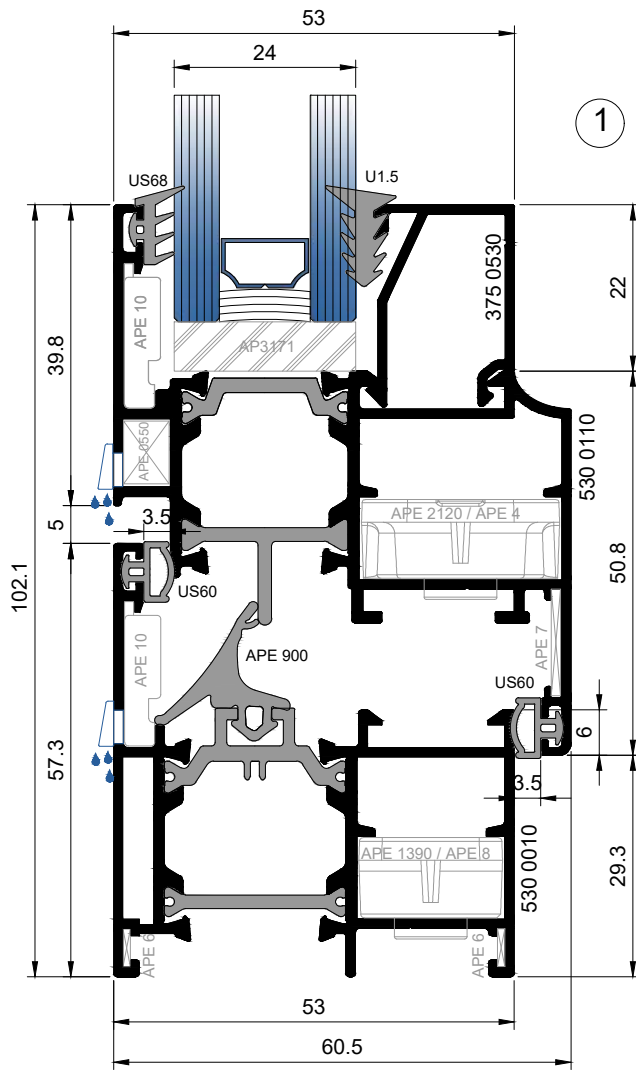 53
24
1
US68
U1.5
375 0530
22
APE 10
39.8
AP3171
APE 0550
530 0110
5
3.5
APE 2120 / APE 4
50.8
102.1
US60
APE 10
APE 900
APE 7
US60
6
57.3
3.5
APE 1390 / APE 8
530 0010
29.3
APE 6
APE 6
53
60.5